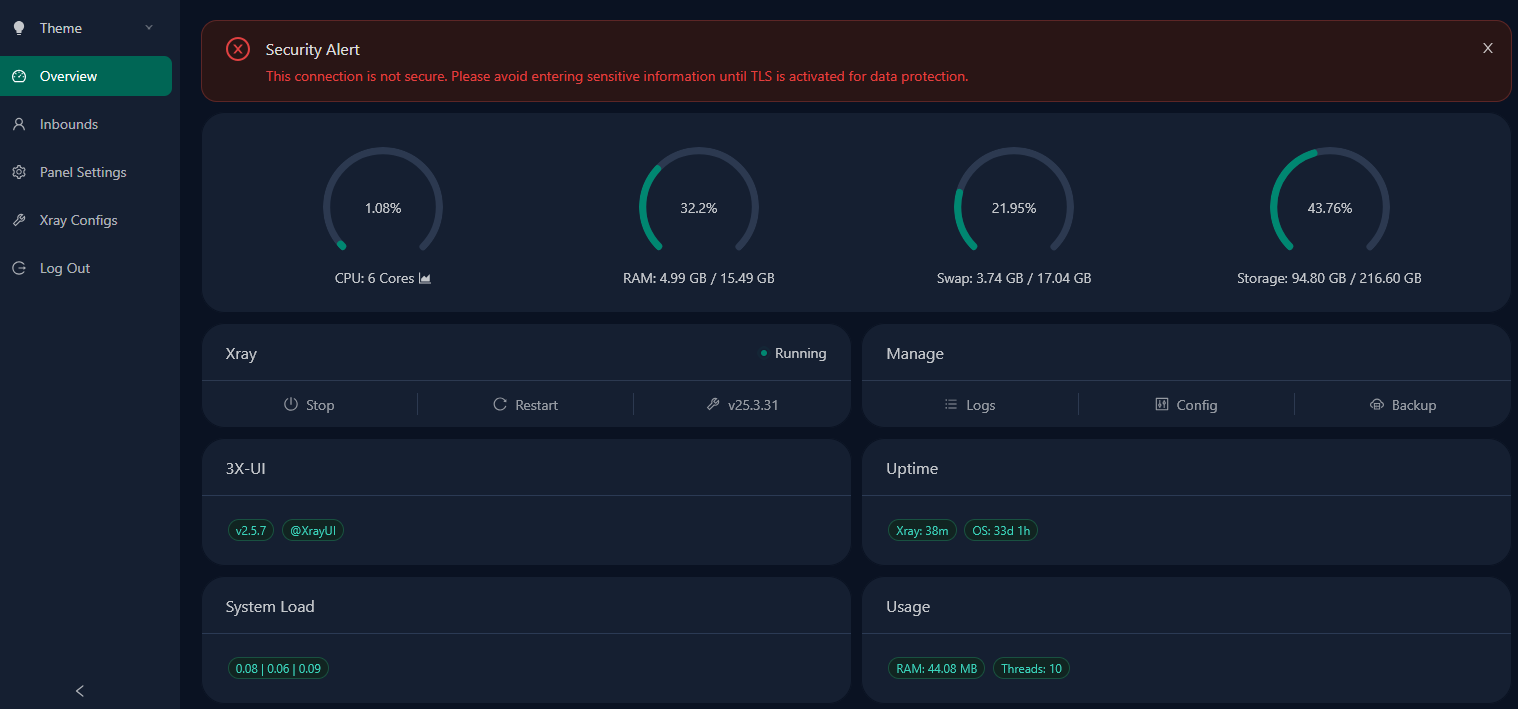 Theme
Overview
Inbounds
Panel Settings
Xray Configs
Log Out
Security Alert
X
This connection is not secure. Please avoid entering sensitive information until TLS is activated for data protection.
1.08%
32.2%
21.95%
43.76%
CPU: 6 Cores
RAM: 4.99 GB / 15.49 GB
Swap: 3.74 GB / 17.04 GB
Storage: 94.80 GB / 216.60 GB
Xray
Running
Stop
Restart
v25.3.31
Manage
Logs
Config
Backup
3X-UI
v2.5.7
@XrayUI
Uptime
Xray: 38m
OS: 33d 1h
System Load
0.08 | 0.06 | 0.09
Usage
RAM: 44.08 MB
Threads: 10